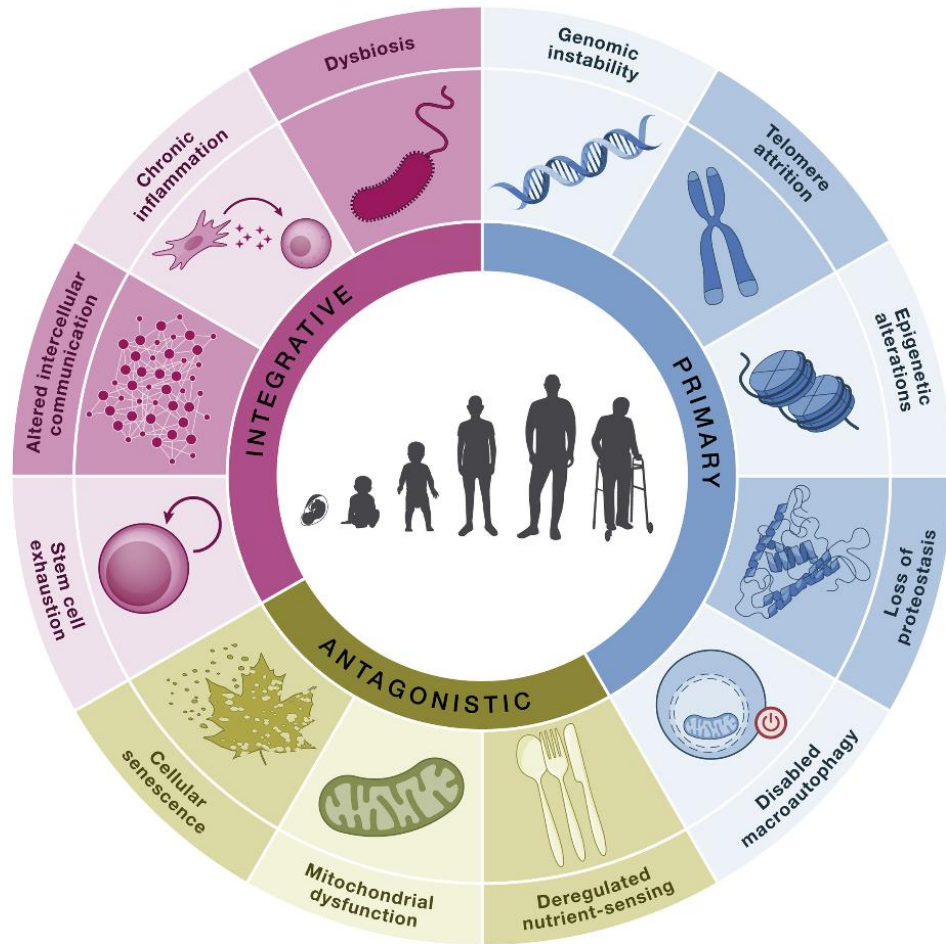 Genomic
instability
Telomere
attrition
Epigenetic
alterations
Loss of
proteostasis
Disabled
macroautophagy
Deregulated
nutrient-sensing
Mitochondrial
dysfunction
Cellular
senescence
Stem cell
exhaustion
Altered intercellular
communication
Chronic
inflammation
Dysbiosis
PRIMARY
ANTAGONISTIC
INTEGRATIVE